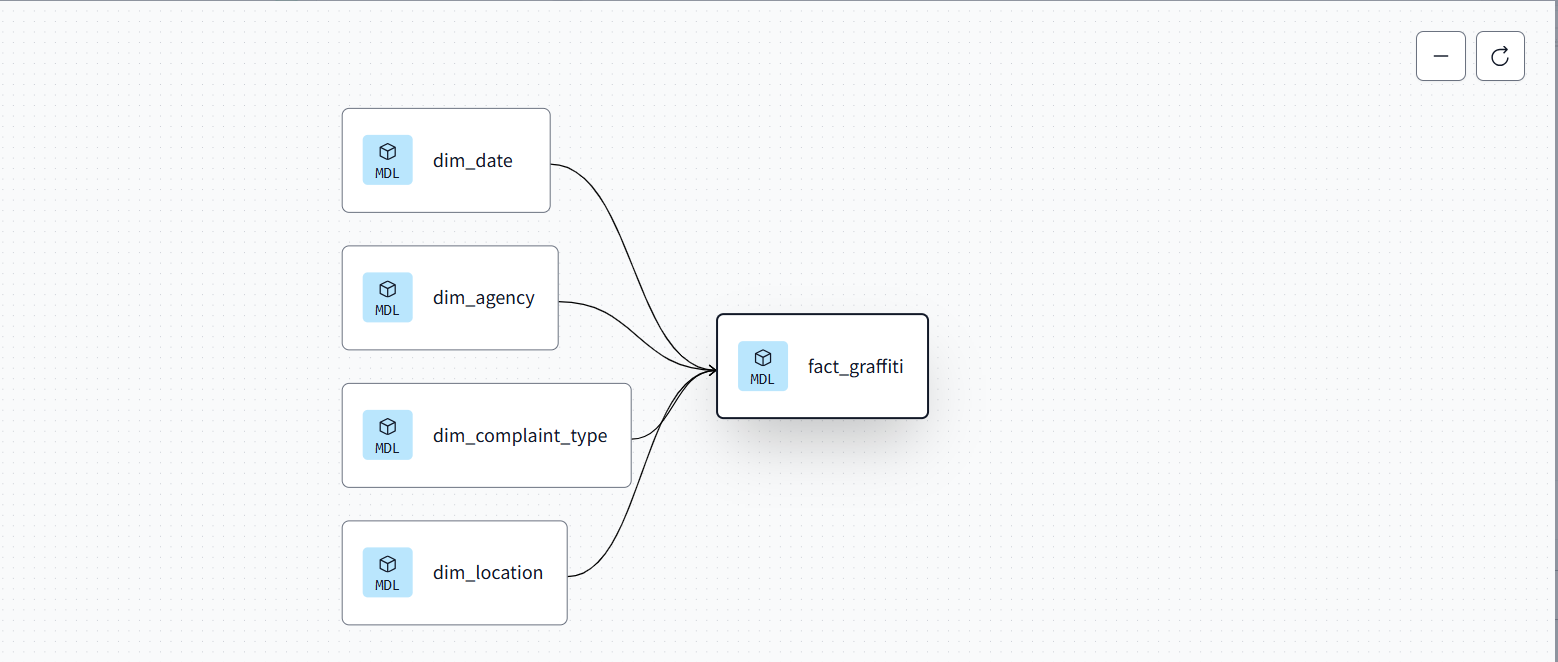 MDL
dim_date
MDL
dim_agency
MDL
fact_graffiti
MDL
dim_complaint_type
MDL
dim_location